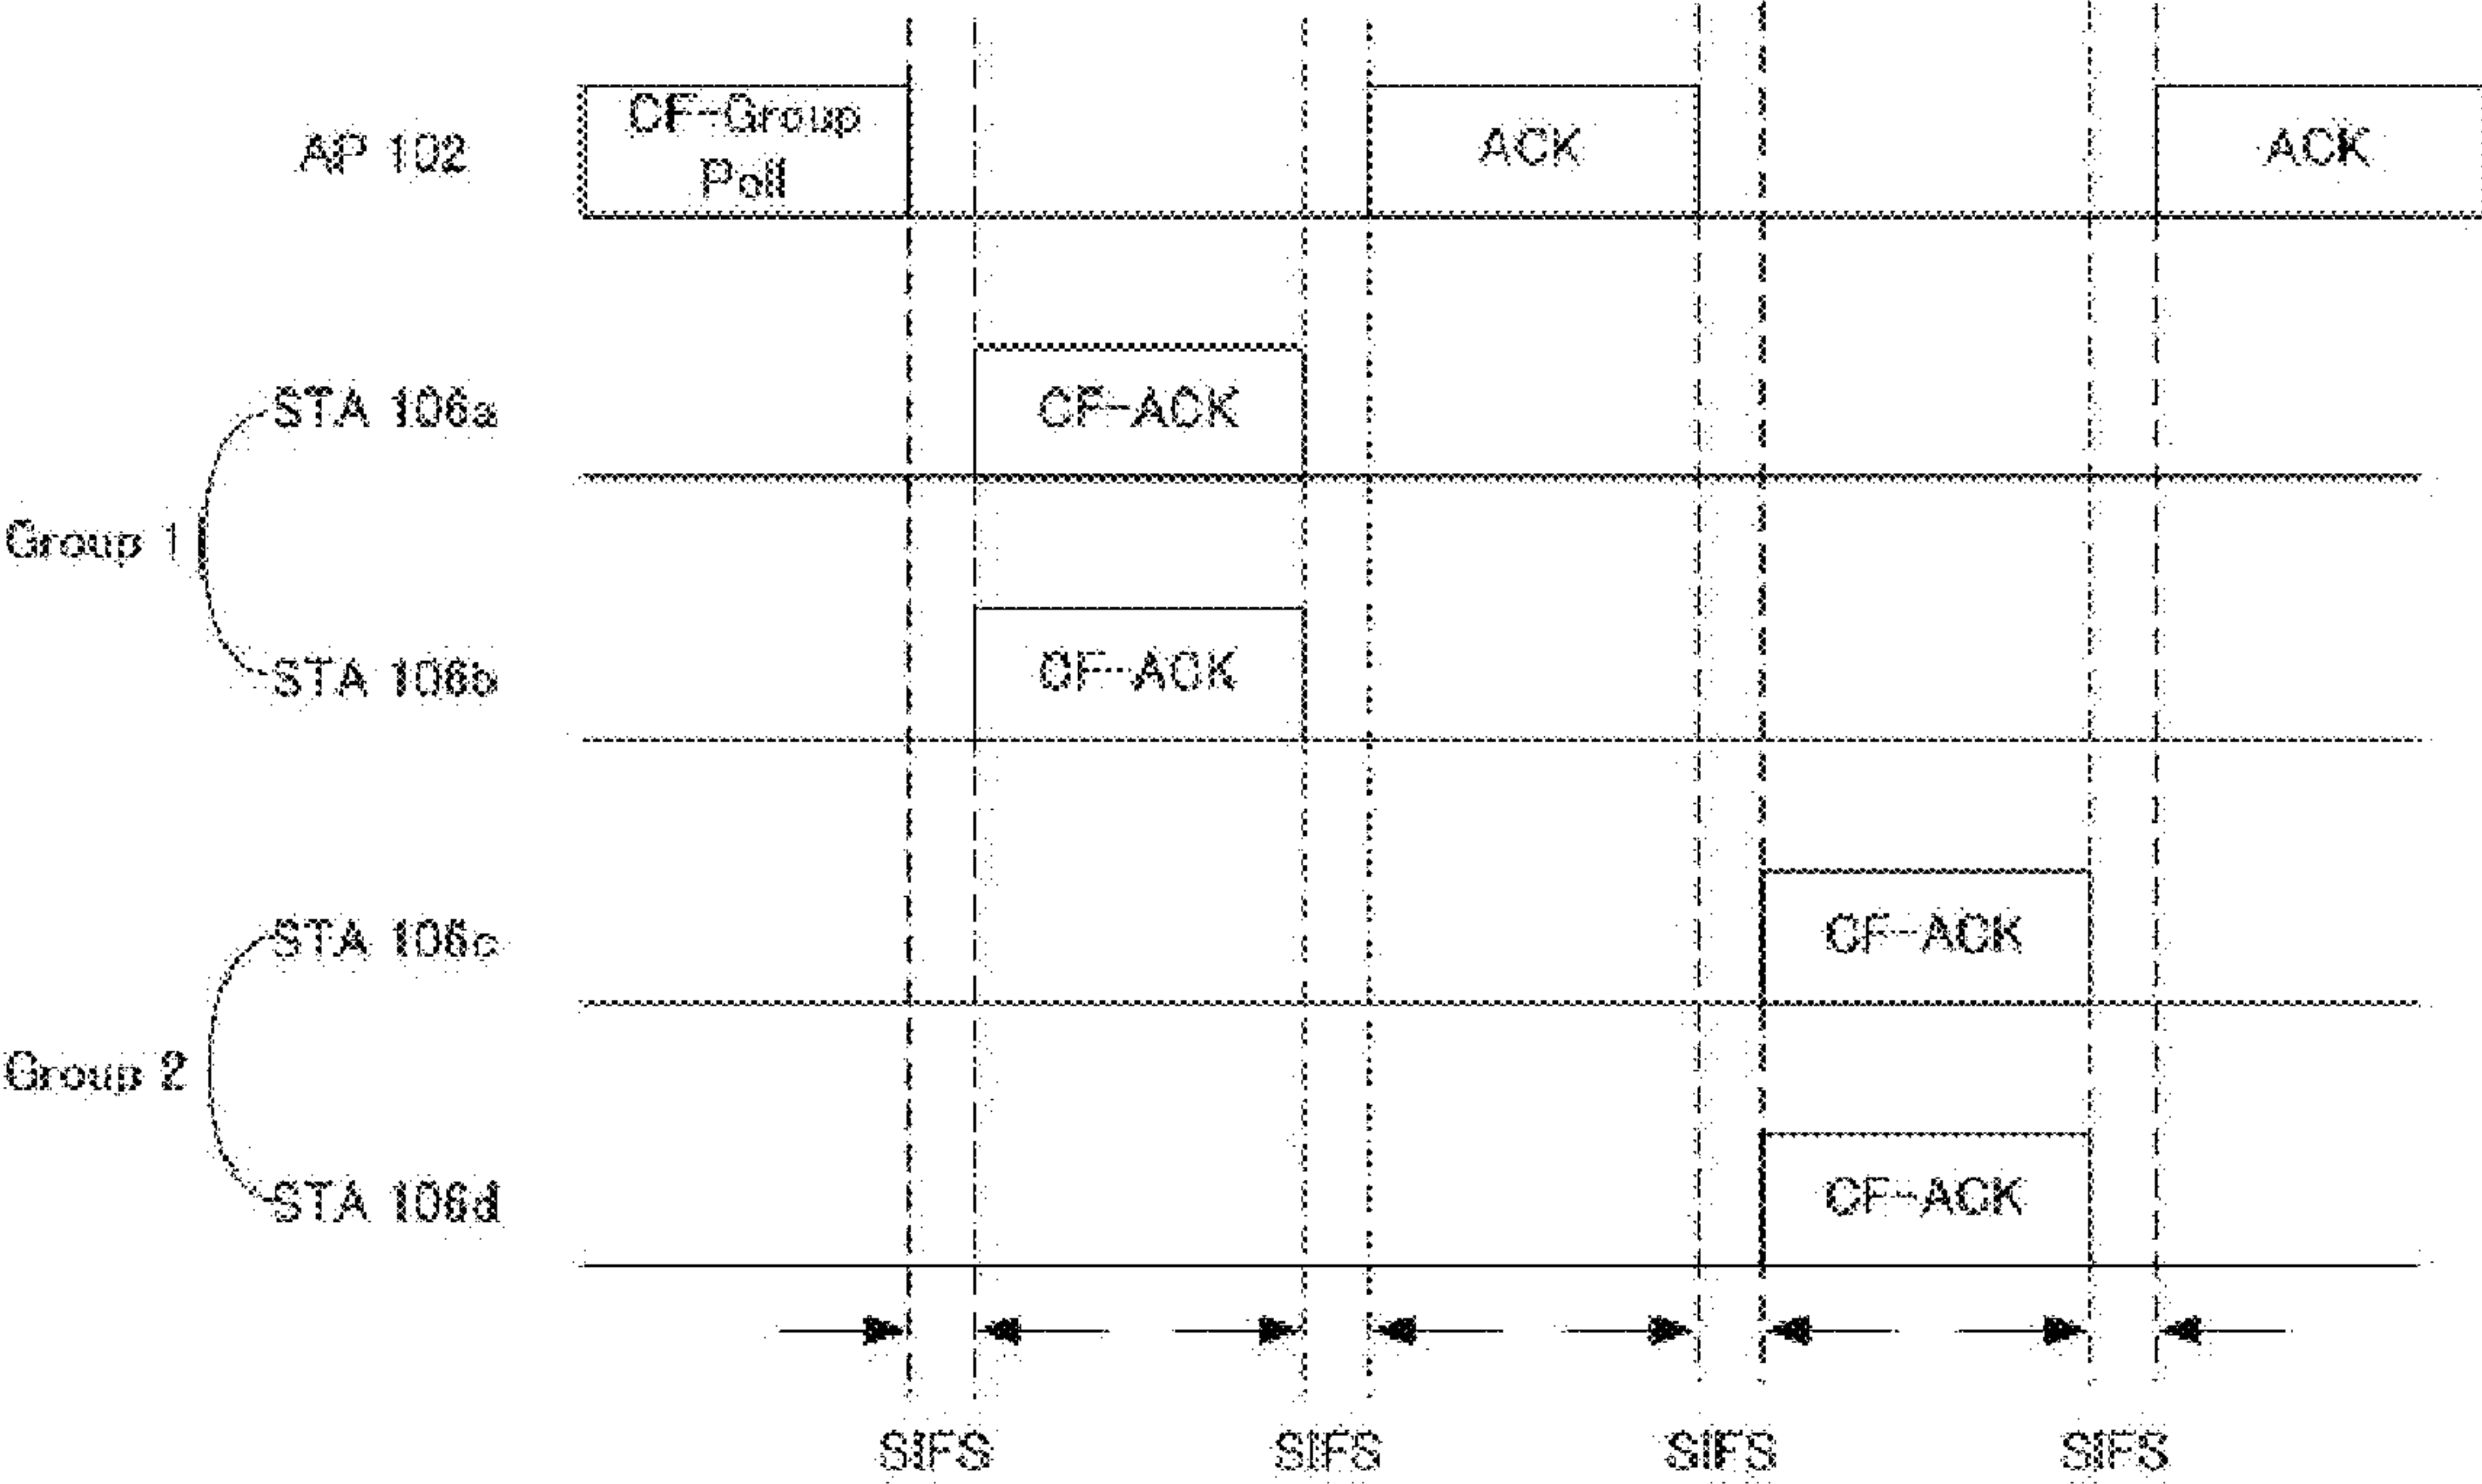 AP 102
CF-Group
Poll
ACK
ACK
STA 106a
CF-ACK
Group 1
STA 106b
CF-ACK
STA 106c
CF-ACK
Group 2
STA 106d
CF-ACK
SIFS
SIFS
SIFS
SIFS